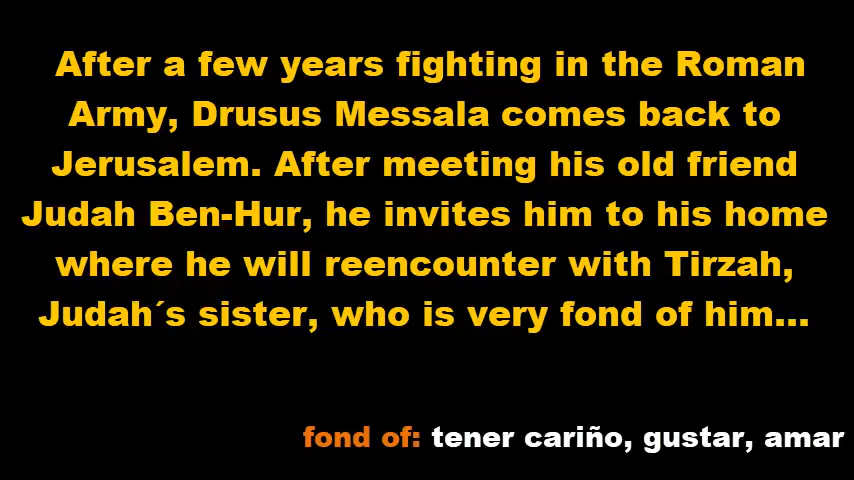 After a few years fighting in the Roman
Army, Drusus Messala comes back to
Jerusalem. After meeting his old friend
Judah Ben-Hur, he invites him to his home
where he will reencounter with Tirzah,
Judah´s sister, who is very fond of him...
fond of: tener cariño, gustar, amar